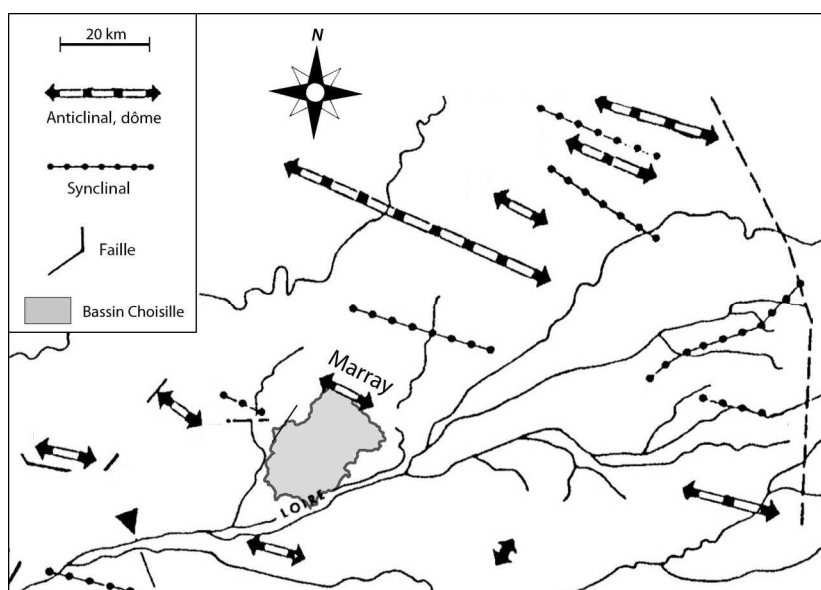 20 km
N
Anticlinal, dôme
Synclinal
Faille
Bassin Choisille
Marray
LOIRE